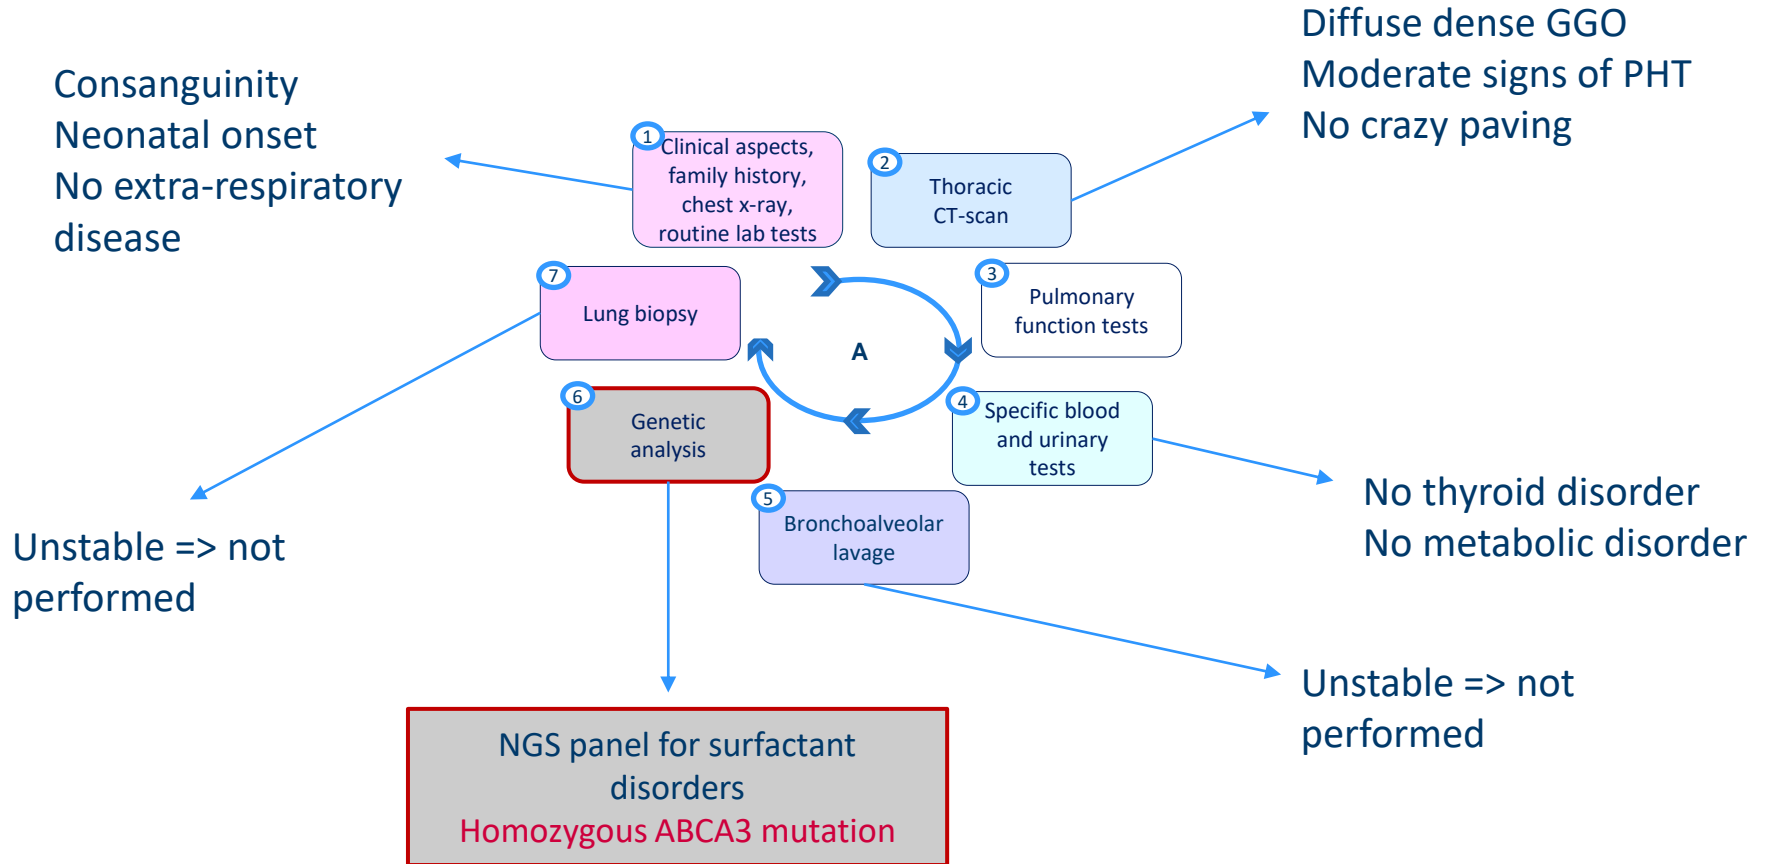 Consanguinity
Neonatal onset
No extra-respiratory
disease
Diffuse dense GGO
Moderate signs of PHT
No crazy paving
1
Clinical aspects,
family history,
chest x-ray,
routine lab tests
2
Thoracic
CT-scan
3
Pulmonary
function tests
4
Specific blood
and urinary
tests
5
Bronchoalveolar
lavage
6
Genetic
analysis
7
Lung biopsy
A
Unstable => not
performed
No thyroid disorder
No metabolic disorder
Unstable => not
performed
NGS panel for surfactant
disorders
Homozygous ABCA3 mutation